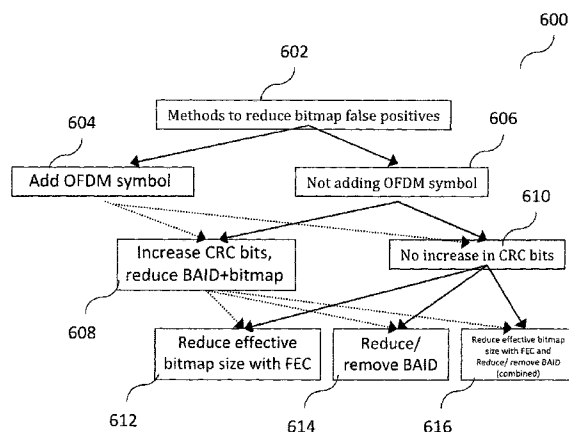 600
602
Methods to reduce bitmap false positives
604
606
Add OFDM symbol
Not adding OFDM symbol
610
Increase CRC bits,
reduce BAID+bitmap
No increase in CRC bits
608
Reduce effective
bitmap size with FEC
Reduce/
remove BAID
Reduce effective bitmap
size with FEC and
Reduce/ remove BAID
(combined)
612
614
616